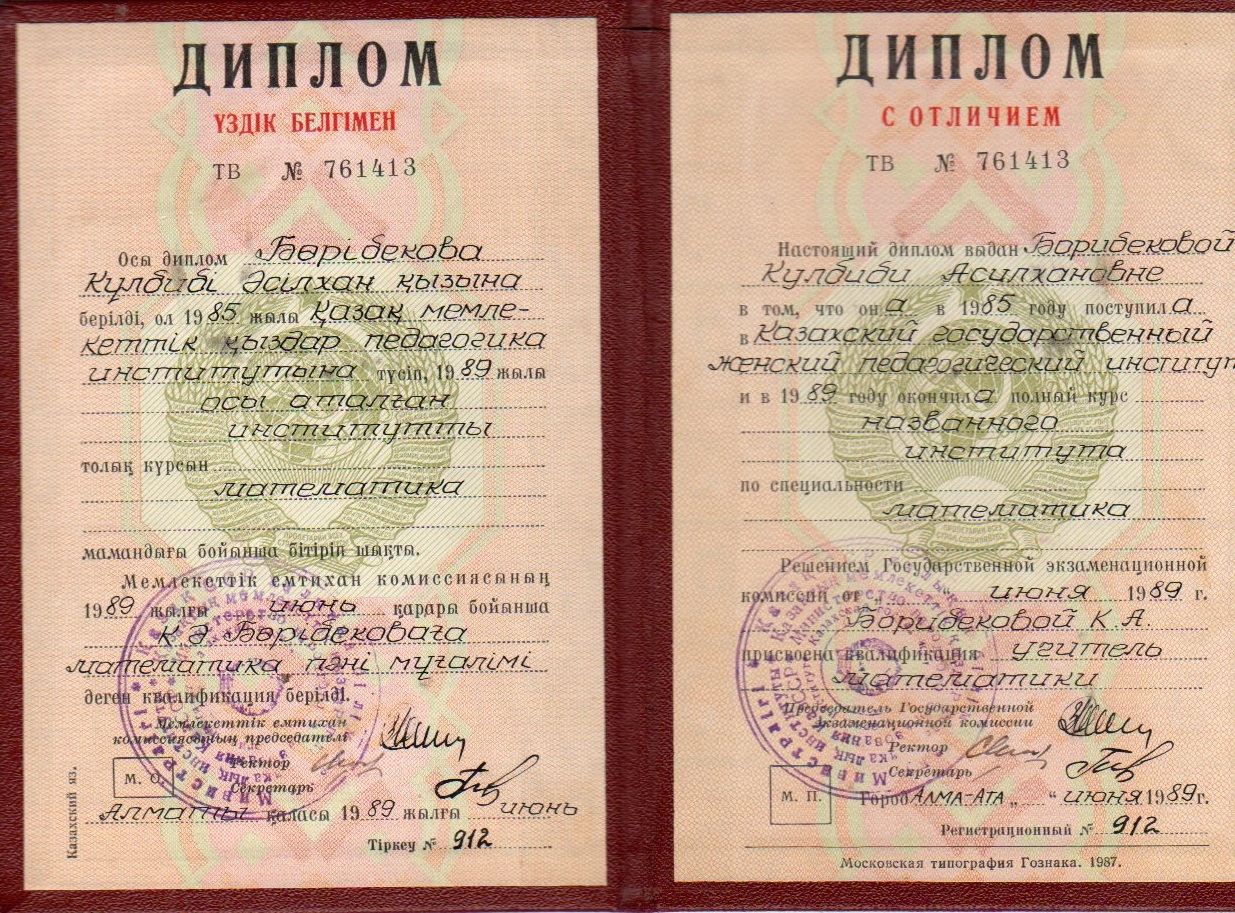 ДИПЛОМ
ҮЗДІК БЕЛГІМЕН
ТВ № 761413
Осы диплом Бөрібекова
Күлбибі Әсілхан қызына
берілді, ол 1985 жылы Қазақ мемле-
кеттік қыздар педагогика
институтына түсіп, 1989 жылы
осы аталған
институтты
толық курсын
математика
мамандығы бойынша бітіріп шықты.
Мемлекеттік емтихан комиссиясының
1989 жылғы июнь қарары бойынша
К.Ә. Бөрібековаға
математика пәні мұғалімі
деген квалификация берілді.
Мемлекеттік емтихан
комиссиясының председателі
Ректор
Секретарь
М. О.
Алматы қаласы 1989 жылғы июнь
Тіркеу № 912
Казахский яз.
ДИПЛОМ
С ОТЛИЧИЕМ
ТВ № 761413
Настоящий диплом выдан Борибековой
Кулбиби Асилхановне
в том, что она в 1985 году поступила
в Казахский государственный
женский педагогический институт
и в 1989 году окончила полный курс
названного
института
по специальности
математика
Решением Государственной экзаменационной
комиссии от " июня 1989 г.
Борибековой К.А.
присвоена квалификация учитель
математики
Председатель Государственной
экзаменационной комиссии
Ректор
Секретарь
М. П.
Город АЛМА-АТА „ “ июня 1989 г.
Регистрационный № 912
Московская типография Гознака. 1987.